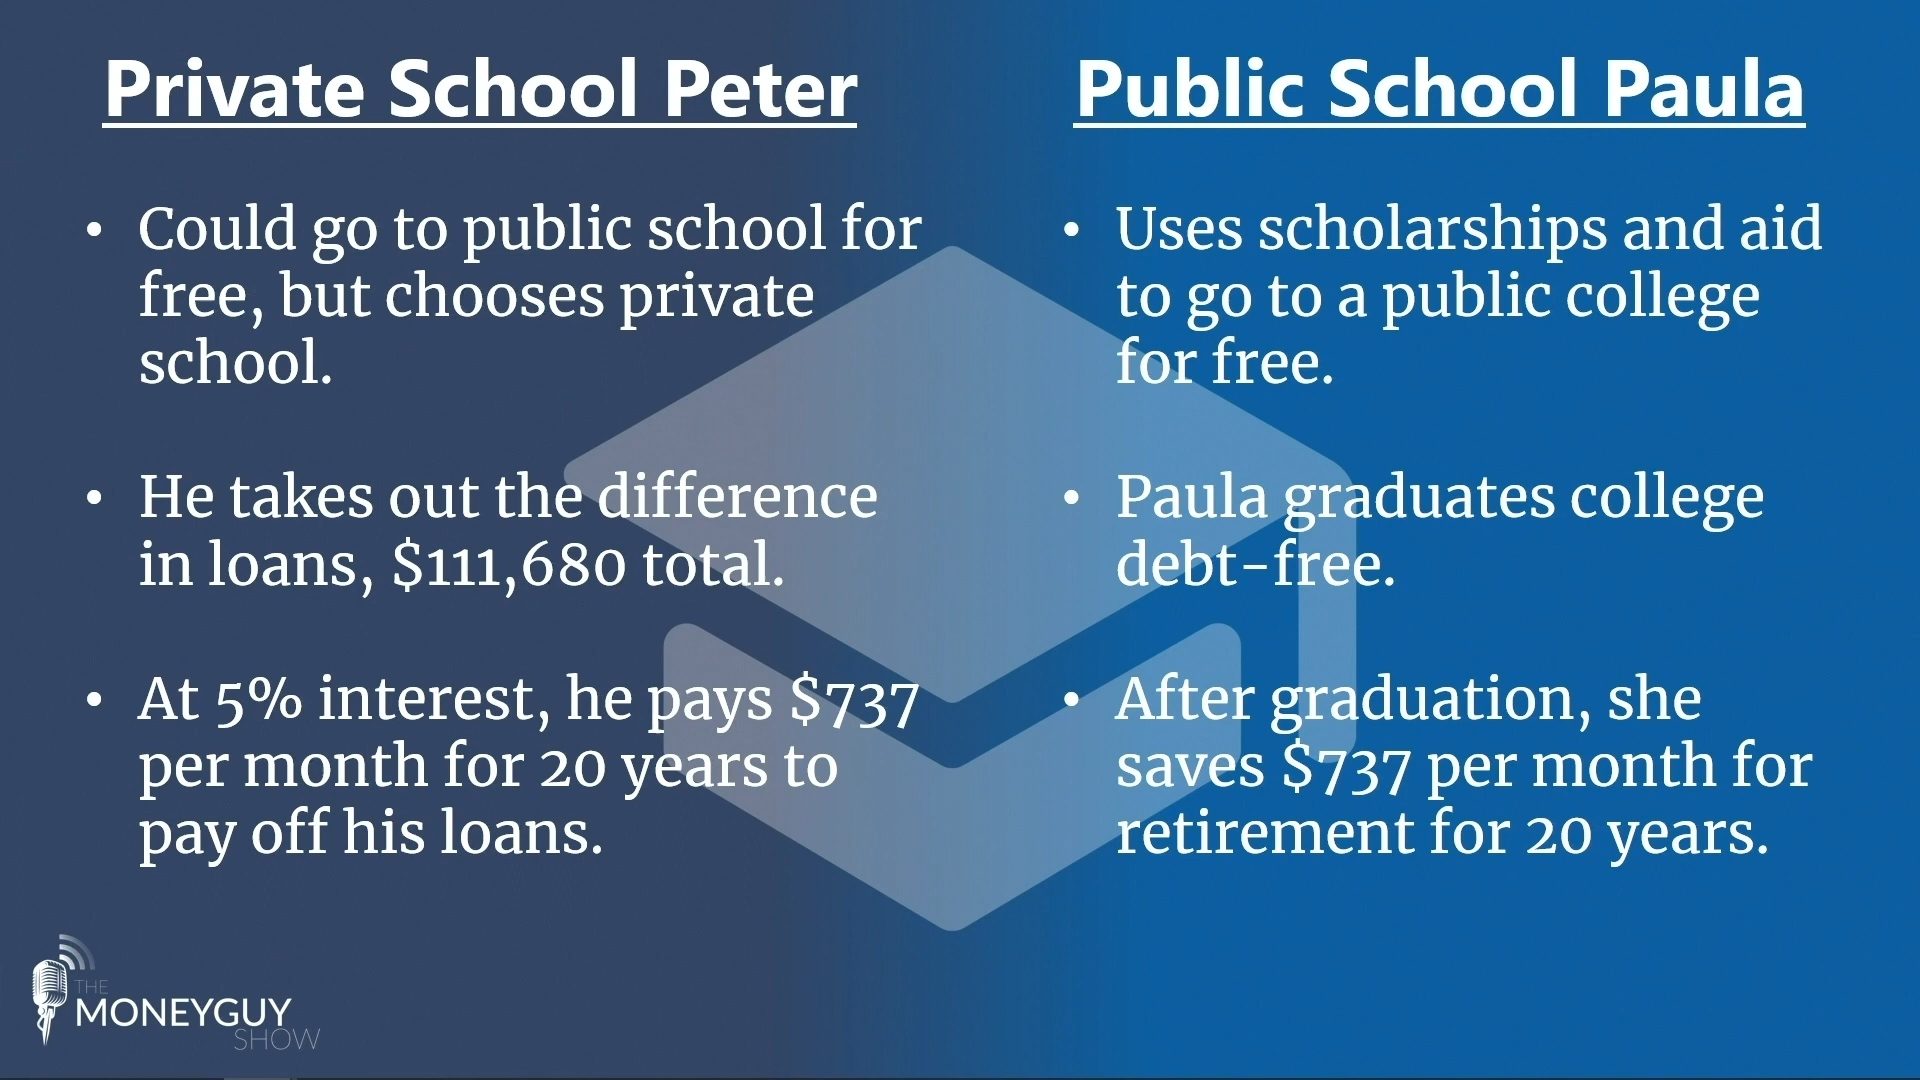 Private School Peter
• Could go to public school for
free, but chooses private
school.
• He takes out the difference
in loans, $111,680 total.
• At 5% interest, he pays $737
per month for 20 years to
pay off his loans.
Public School Paula
• Uses scholarships and aid
to go to a public college
for free.
• Paula graduates college
debt-free.
• After graduation, she
saves $737 per month for
retirement for 20 years.
THE
MONEYGUY
SHOW